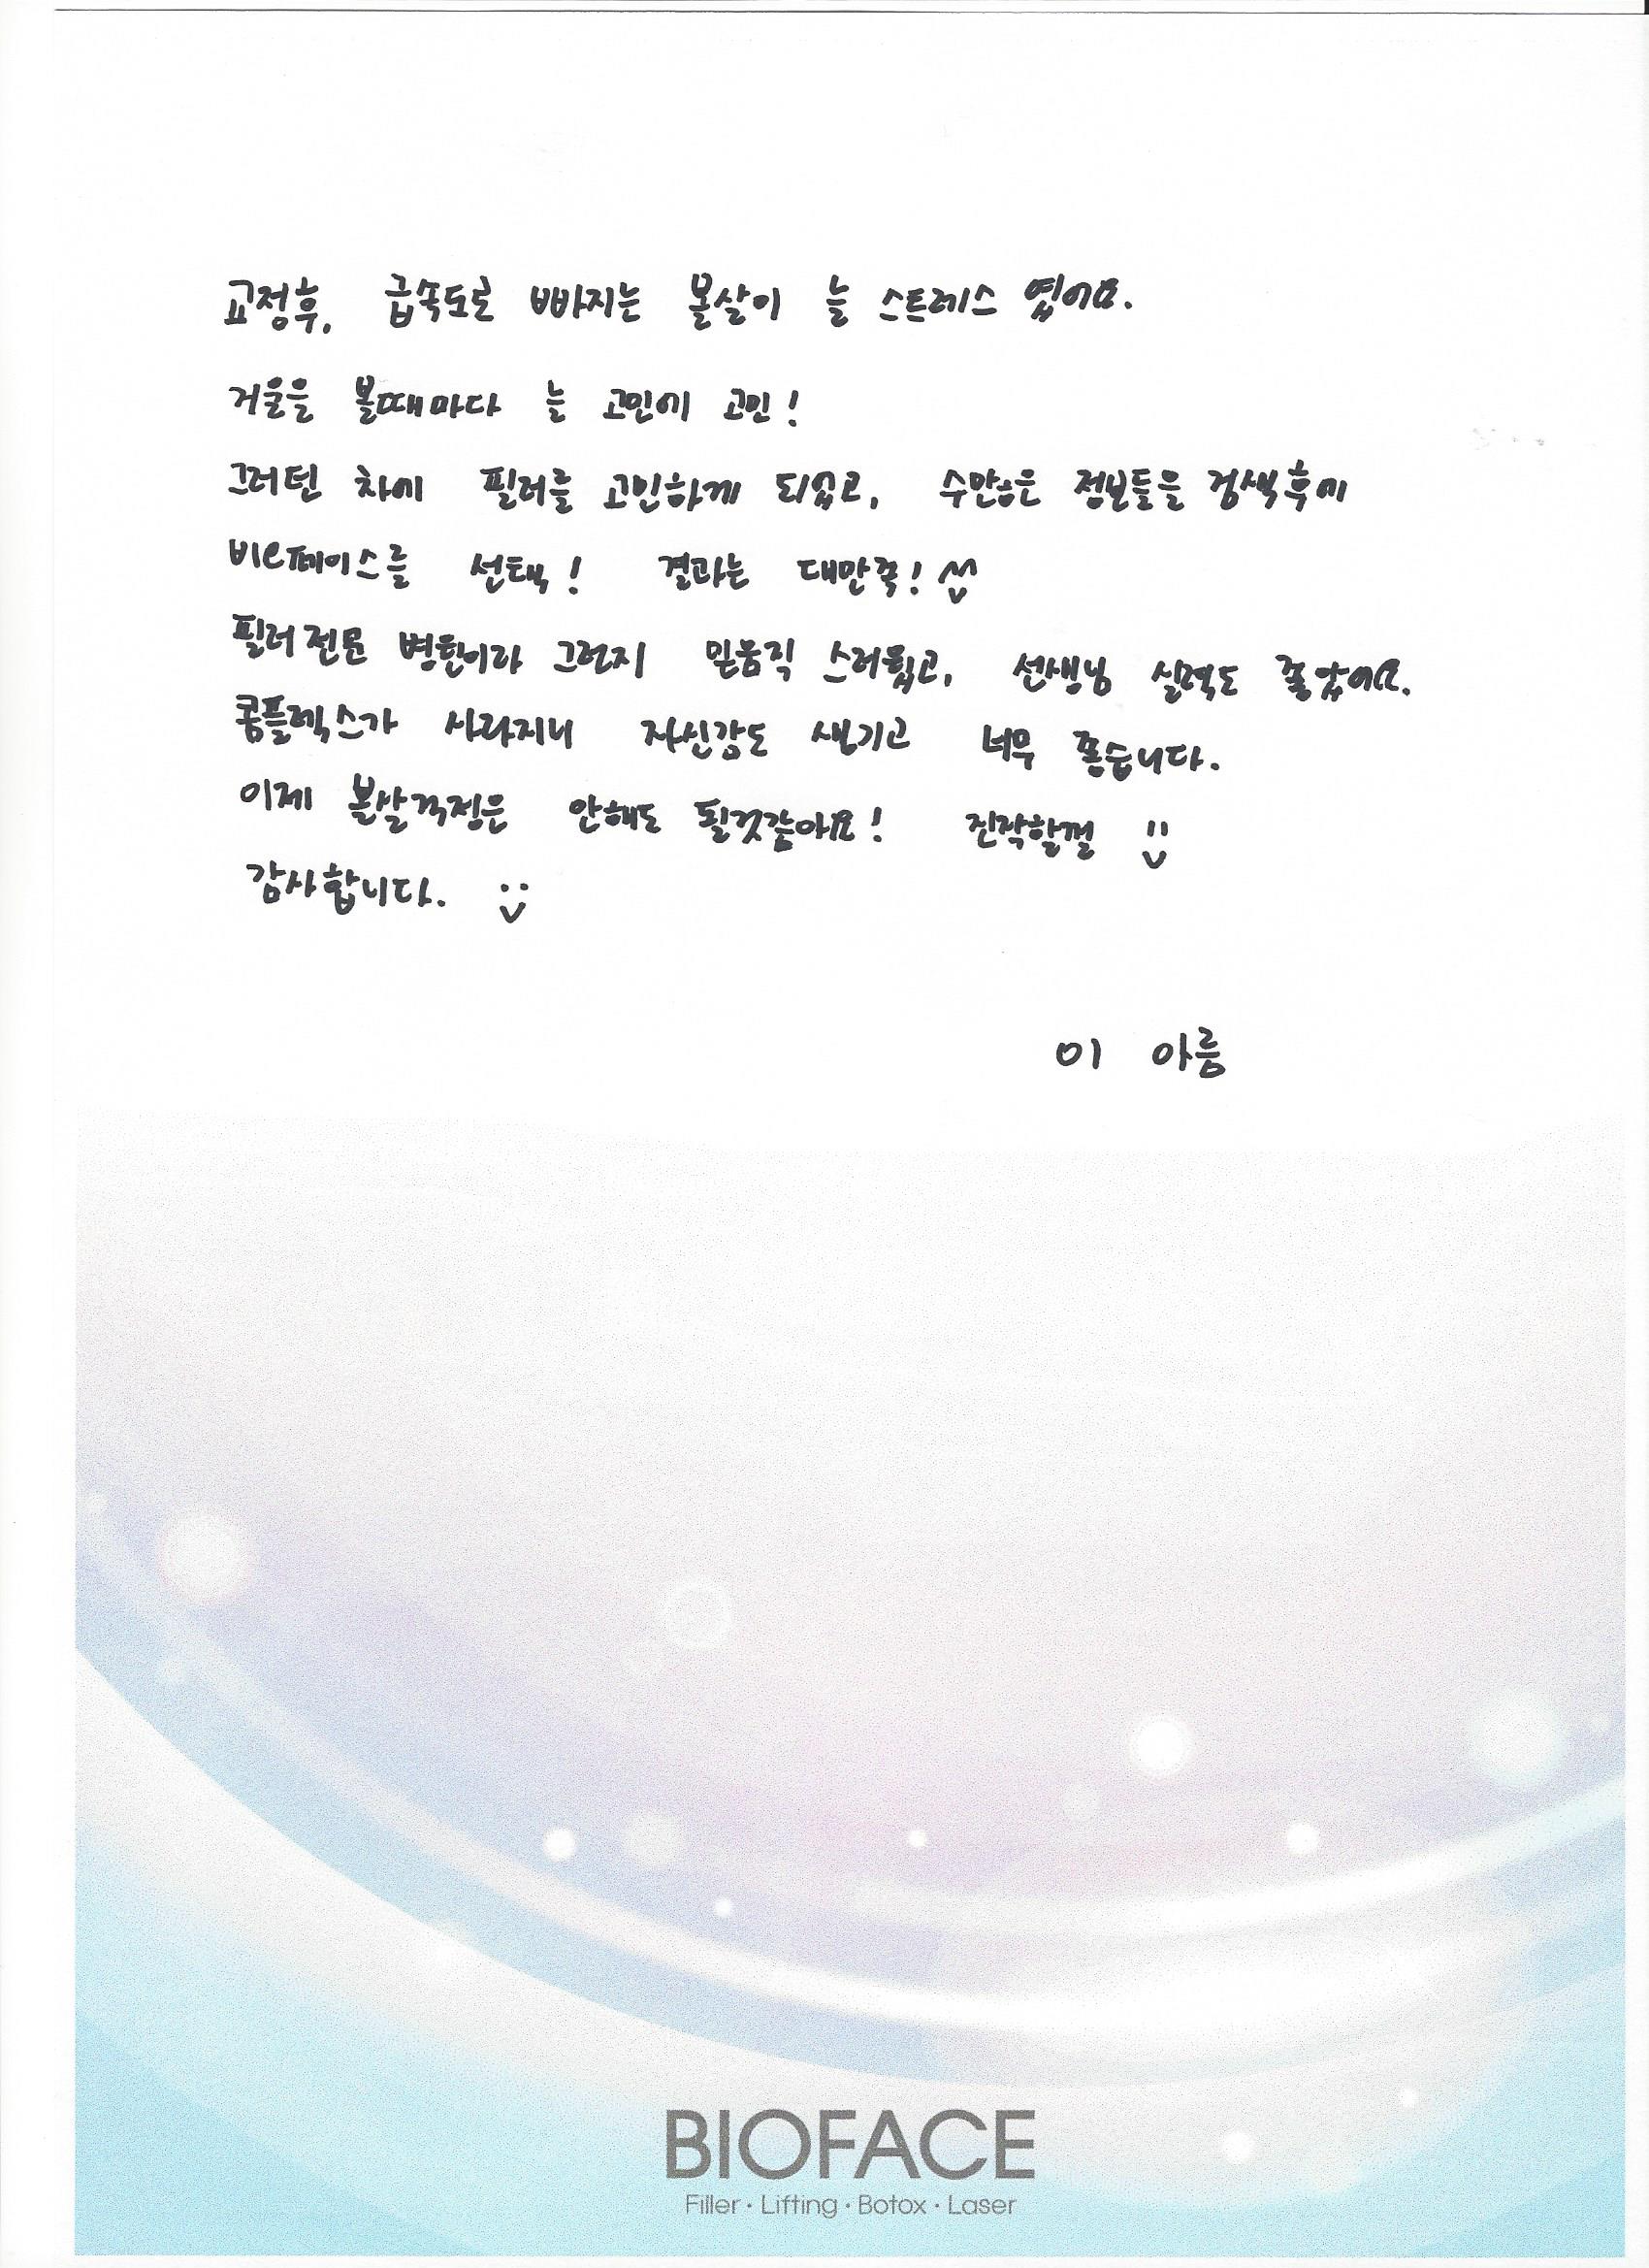 교정후, 급속도로 빠지는 볼살이 늘 스트레스 였어요.
거울을 볼때마다 늘 고민에 고민!
그러던 차에 필러를 고민하게 되었고, 수많은 정보들을 검색후에
비오페이스를 선택! 결과는 대만족! ^^
필러전문 병원이라 그런지 믿음직 스러웠고, 선생님 실력도 좋았어요.
콤플렉스가 사라지니 자신감도 생기고 너무 좋습니다.
이제 볼살걱정은 안해도 될것같아요! 진작할껄
감사합니다.
이 아름
BIOFACE
Filler · Lifting · Botox · Laser